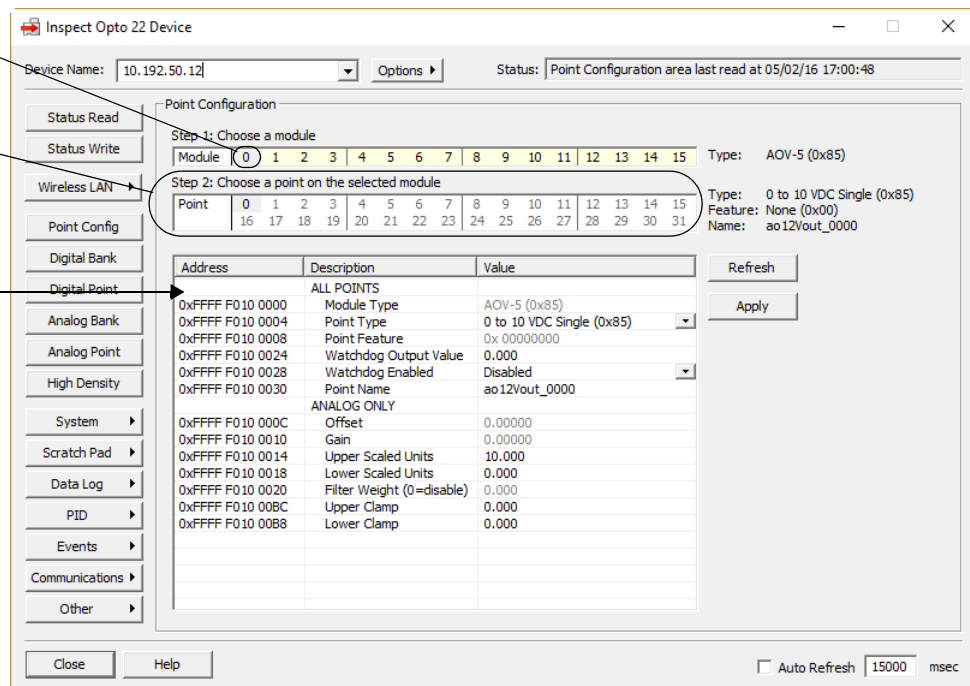 Inspect Opto 22 Device
Device Name: 10.192.50.12 Options Status: Point Configuration area last read at 05/02/16 17:00:48
Status Read
Status Write
Wireless LAN
Point Config
Digital Bank
Digital Point
Analog Bank
Analog Point
High Density
System
Scratch Pad
Data Log
PID
Events
Communications
Other
Point Configuration
Step 1: Choose a module
Module 0 1 2 3 4 5 6 7 8 9 10 11 12 13 14 15 Type: AOV-5 (0x85)
Step 2: Choose a point on the selected module
Point 0 1 2 3 4 5 6 7 8 9 10 11 12 13 14 15
16 17 18 19 20 21 22 23 24 25 26 27 28 29 30 31
Type: 0 to 10 VDC Single (0x85)
Feature: None (0x00)
Name: ao12Vout_0000
Address Description Value
ALL POINTS
0xFFFF F010 0000 Module Type AOV-5 (0x85)
0xFFFF F010 0004 Point Type 0 to 10 VDC Single (0x85)
0xFFFF F010 0008 Point Feature 0x 00000000
0xFFFF F010 0024 Watchdog Output Value 0.000
0xFFFF F010 0028 Watchdog Enabled Disabled
0xFFFF F010 0030 Point Name ao12Vout_0000
ANALOG ONLY
0xFFFF F010 000C Offset 0.00000
0xFFFF F010 0010 Gain 0.00000
0xFFFF F010 0014 Upper Scaled Units 10.000
0xFFFF F010 0018 Lower Scaled Units 0.000
0xFFFF F010 0020 Filter Weight (0=disable) 0.000
0xFFFF F010 00BC Upper Clamp 0.000
0xFFFF F010 00B8 Lower Clamp 0.000
Refresh
Apply
Close Help Auto Refresh 15000 msec